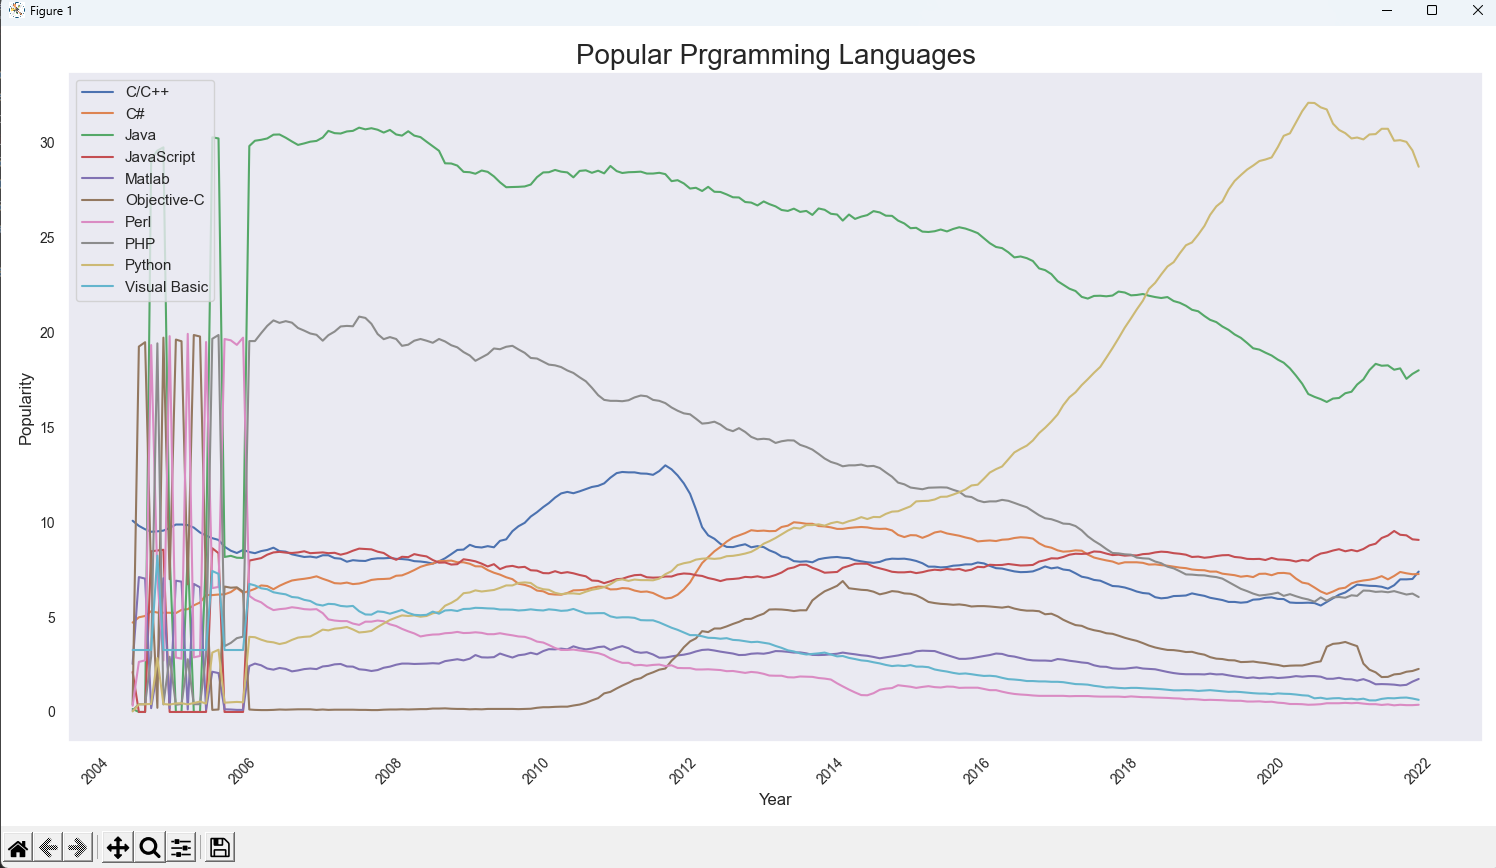 Figure 1
Popular Prgramming Languages
C/C++
C#
Java
JavaScript
Matlab
Objective-C
Perl
PHP
Python
Visual Basic
30
25
20
15
10
5
0
Popularity
2004 2006 2008 2010 2012 2014 2016 2018 2020 2022
Year